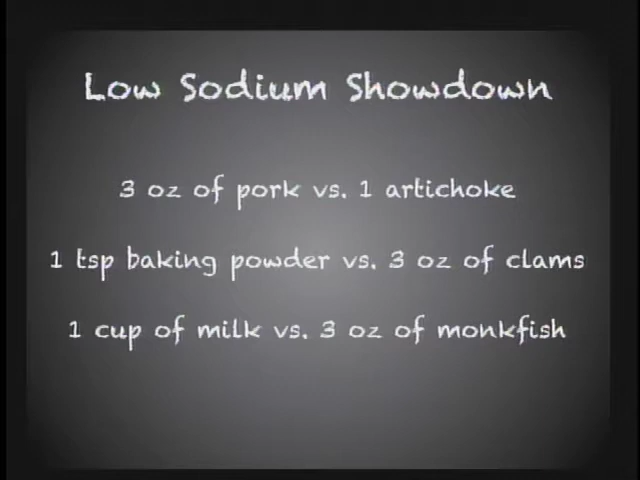 Low Sodium Showdown
3 oz of pork vs. 1 artichoke
1 tsp baking powder vs. 3 oz of clams
1 cup of milk vs. 3 oz of monkfish